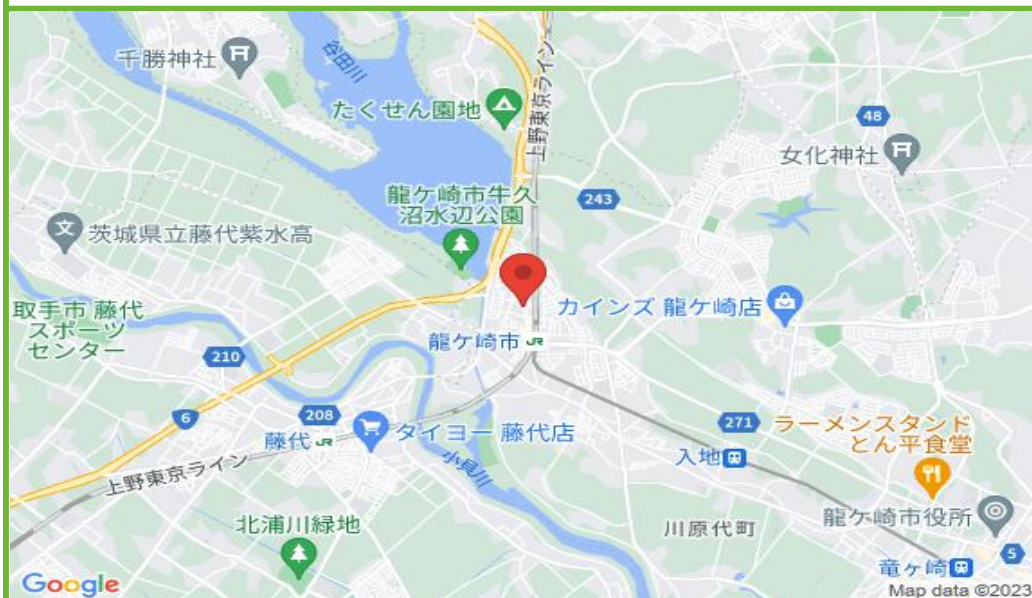 千勝神社
谷田川
上野東京ライン
たくせん園地
48
女化神社
243
龍ケ崎市牛久
沼水辺公園
茨城県立藤代紫水高
カインズ 龍ケ崎店
取手市 藤代
スポーツ
センター
龍ケ崎市 JR
210
6
208
藤代 JR
タイヨー 藤代店
271
ラーメンスタンド
とん平食堂
入地
上野東京ライン
小貝川
北浦川緑地
川原代町
龍ケ崎市役所
5
竜ヶ崎
Google
Map data ©2023
文